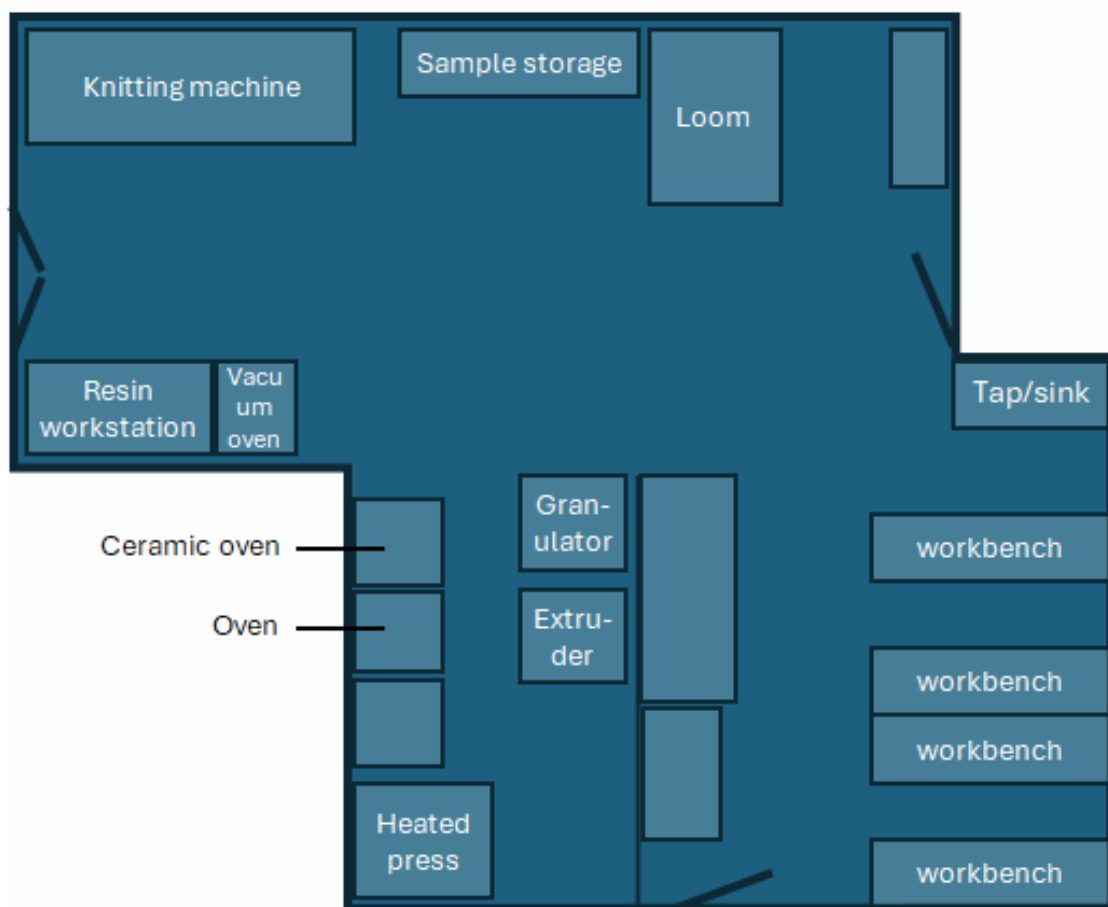 Knitting machine
Sample storage
Loom
Resin
workstation
Vacu
um
oven
Tap/sink
Gran-
ulator
Ceramic oven
workbench
Oven
Extru-
der
workbench
workbench
Heated
press
workbench